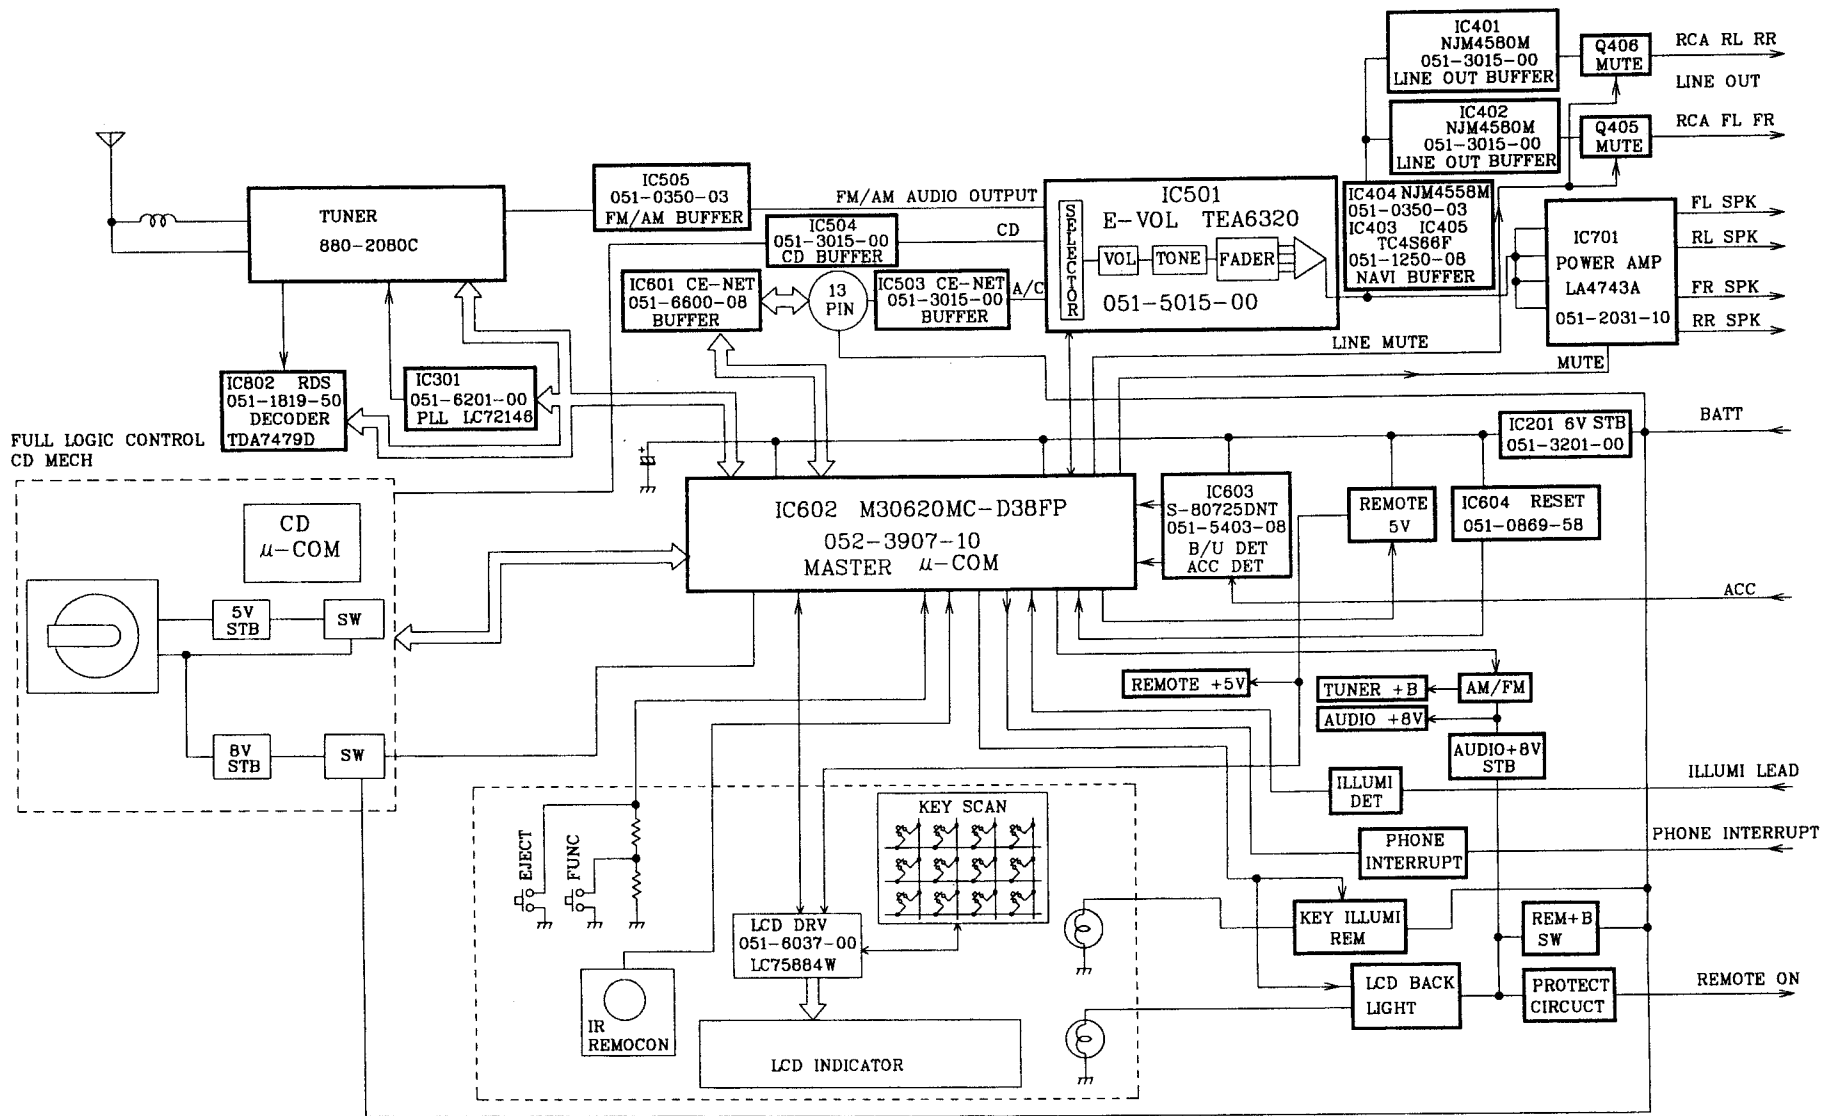 IC401
NJM4580M
051-3015-00
LINE OUT BUFFER
Q406
MUTE
RCA RL RR
LINE OUT
IC402
NJM4580M
051-3015-00
LINE OUT BUFFER
Q405
MUTE
RCA FL FR
TUNER
880-2080C
IC505
051-0350-03
FM/AM BUFFER
FM/AM AUDIO OUTPUT
IC504
051-3015-00
CD BUFFER
CD
IC601 CE-NET
051-6600-08
BUFFER
13
PIN
IC503 CE-NET
051-3015-00
BUFFER
A/C
IC501
E-VOL TEA6320
SELECTOR
VOL
TONE
FADER
051-5015-00
IC404 NJM4558M
051-0350-03
IC403 IC405
TC4S66F
051-1250-08
NAVI BUFFER
IC701
POWER AMP
LA4743A
051-2031-10
FL SPK
RL SPK
FR SPK
RR SPK
LINE MUTE
MUTE
IC802 RDS
051-1819-50
DECODER
TDA7479D
IC301
051-6201-00
PLL LC72146
FULL LOGIC CONTROL
CD MECH
CD
μ-COM
5V
STB
SW
8V
STB
SW
+
IC201 6V STB
051-3201-00
BATT
IC602 M30620MC-D38FP
052-3907-10
MASTER μ-COM
IC603
S-80725DNT
051-5403-08
B/U DET
ACC DET
REMOTE
5V
IC604 RESET
051-0869-58
ACC
REMOTE +5V
TUNER +B
AM/FM
AUDIO +8V
AUDIO+8V
STB
ILLUMI
DET
ILLUMI LEAD
PHONE
INTERRUPT
PHONE INTERRUPT
KEY SCAN
EJECT
FUNC
LCD DRV
051-6037-00
LC75884W
IR
REMOCON
LCD INDICATOR
KEY ILLUMI
REM
REM+B
SW
LCD BACK
LIGHT
PROTECT
CIRCUCT
REMOTE ON